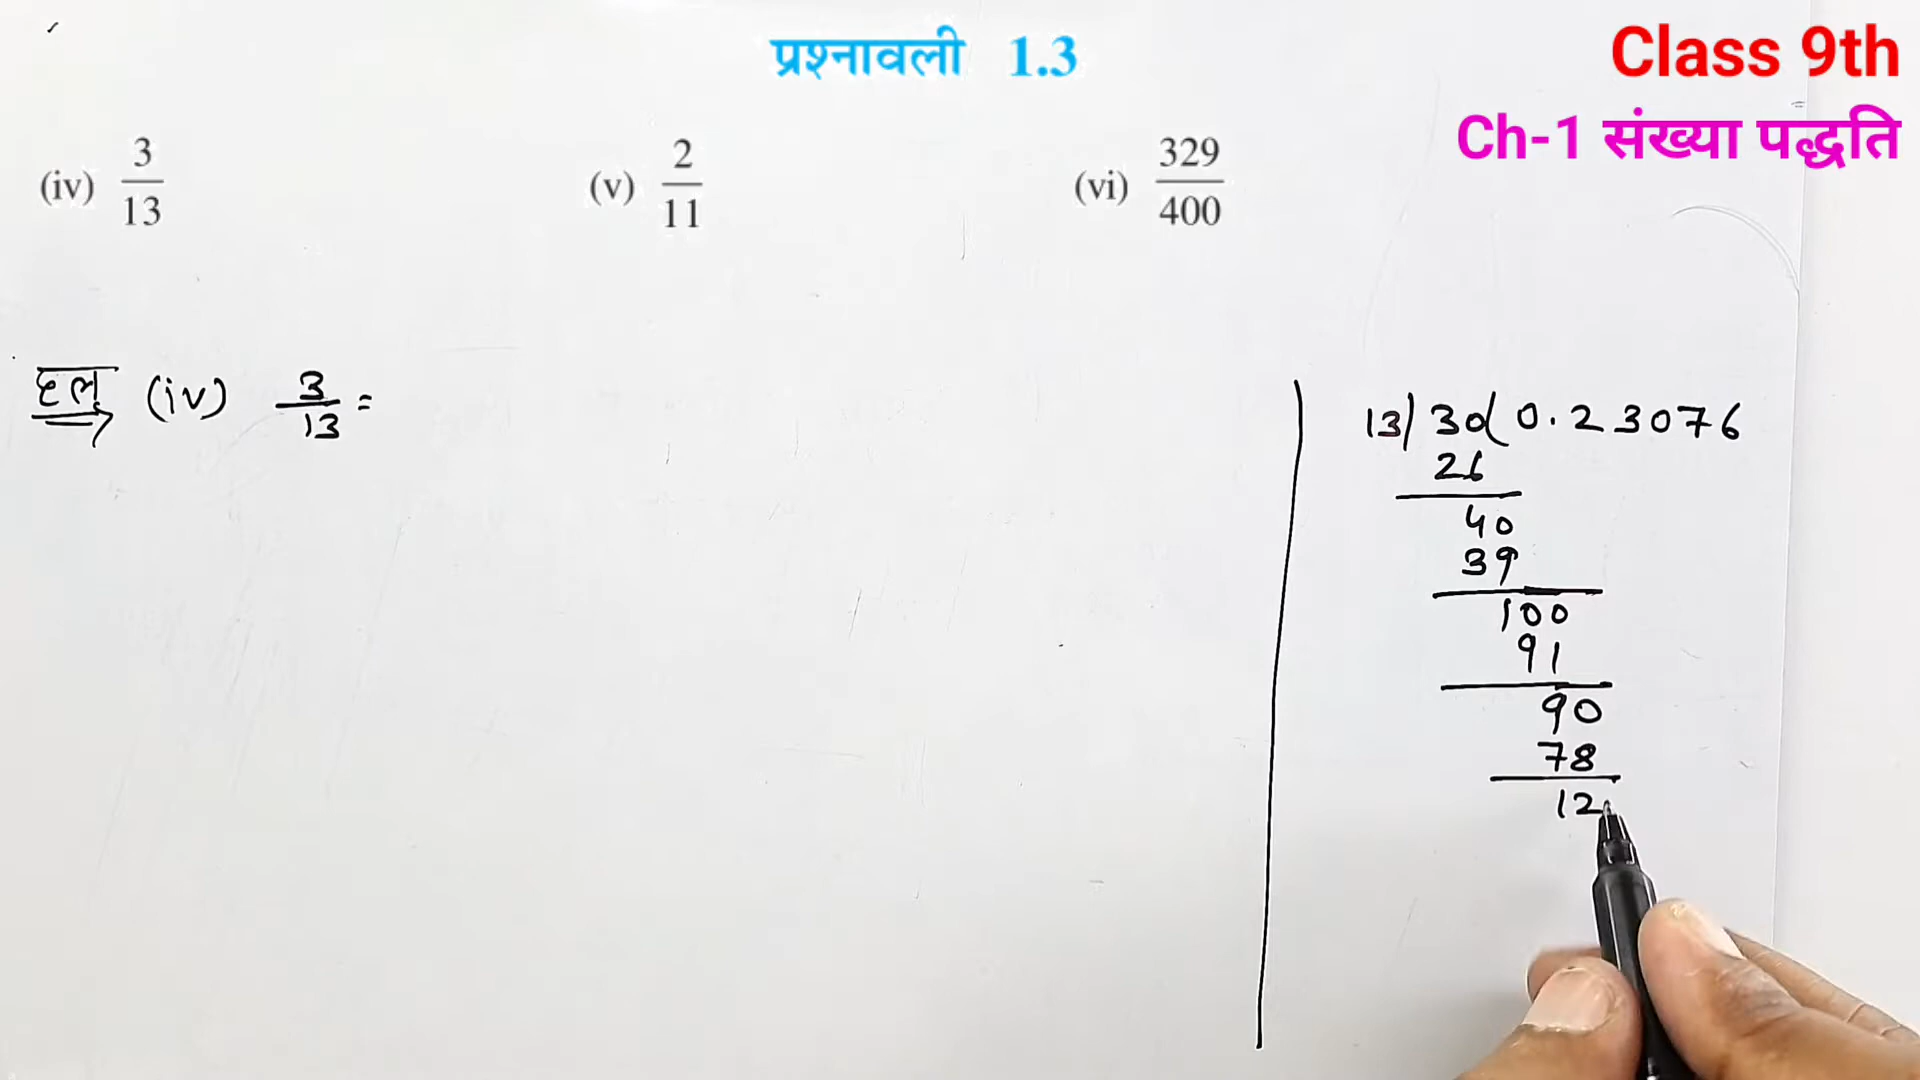 प्रश्नावली 1.3
Class 9th
Ch-1 संख्या पद्धति
(iv) 3/13 (v) 2/11 (vi) 329/400
हल (iv) 3/13 =
13)30(0.23076
26
40
39
100
91
90
78
12